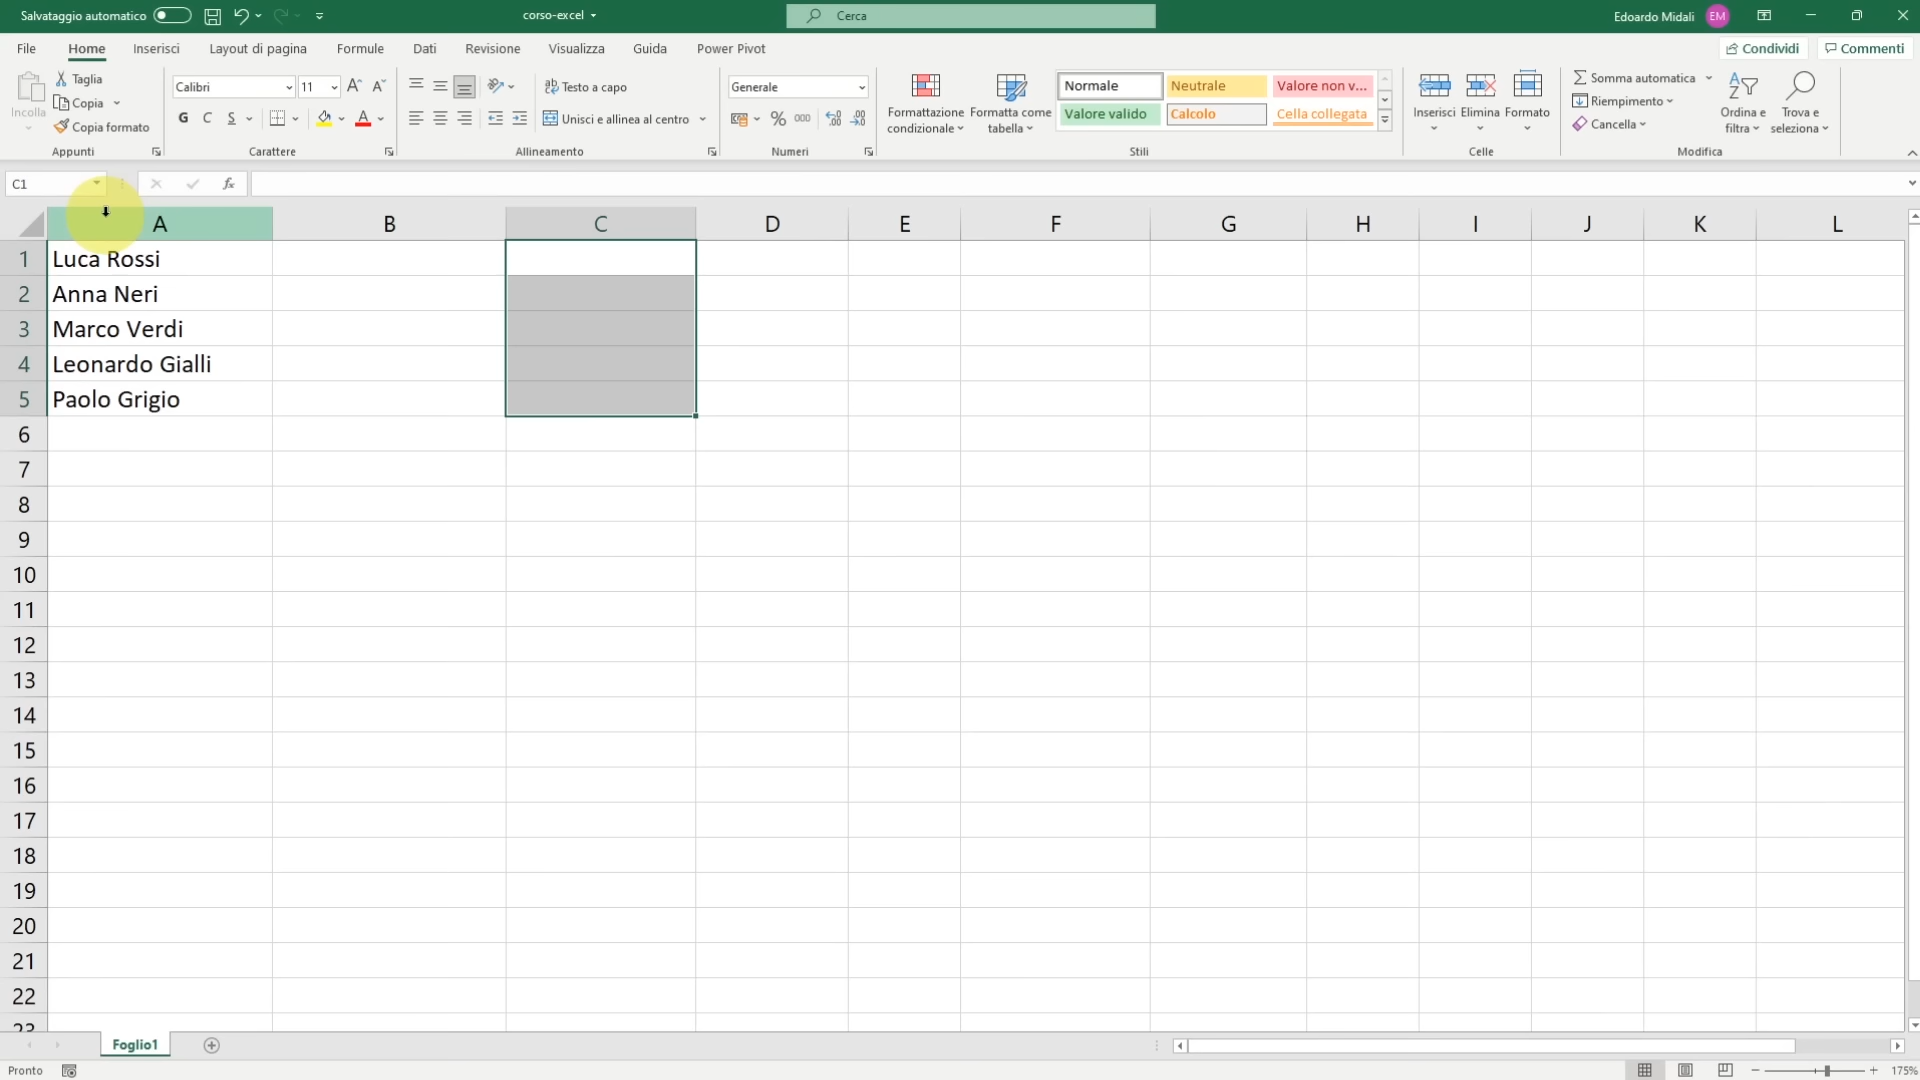 Salvataggio automatico
corso-excel
Cerca
Edoardo Midali EM
File Home Inserisci Layout di pagina Formule Dati Revisione Visualizza Guida Power Pivot
Condividi Commenti
Incolla
Taglia
Copia
Copia formato
Appunti
Calibri 11
G C S
Carattere
Testo a capo
Unisci e allinea al centro
Allineamento
Generale
% 000
Numeri
Formattazione condizionale
Formatta come tabella
Normale Neutrale Valore non v...
Valore valido Calcolo Cella collegata
Stili
Inserisci Elimina Formato
Celle
Somma automatica
Riempimento
Cancella
Ordina e filtra
Trova e seleziona
Modifica
C1
fx
A B C D E F G H I J K L
1 Luca Rossi
2 Anna Neri
3 Marco Verdi
4 Leonardo Gialli
5 Paolo Grigio
6
7
8
9
10
11
12
13
14
15
16
17
18
19
20
21
22
23
Foglio1
Pronto
175%